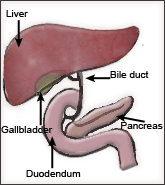 Liver
Bile duct
Gallbladder
Pancreas
Duodendum